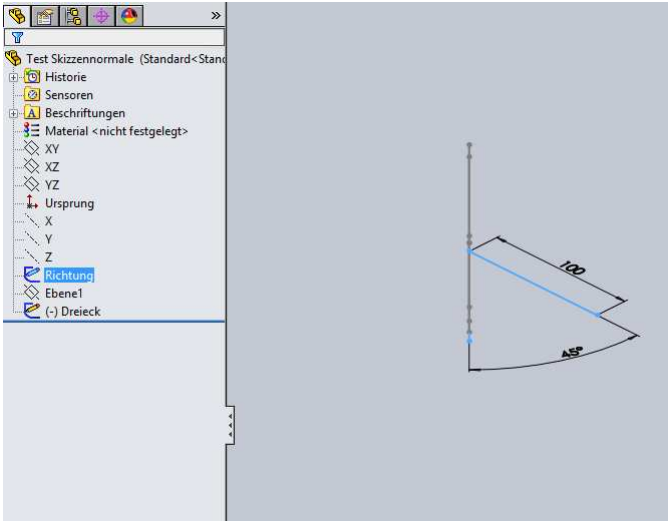 »
Test Skizzennormale (Standard<Stand
Historie
Sensoren
Beschriftungen
Material <nicht festgelegt>
XY
XZ
YZ
Ursprung
X
Y
Z
Richtung
Ebene1
(-) Dreieck
100
45°